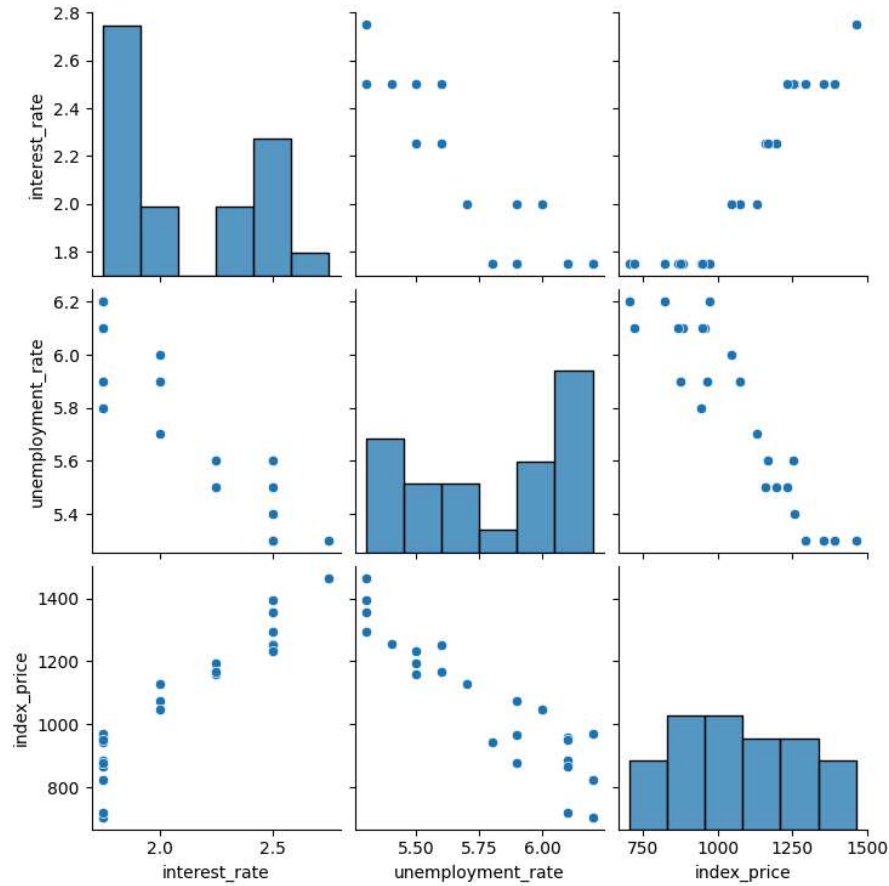 2.8
2.6
2.4
2.2
2.0
1.8
interest_rate
6.2
6.0
5.8
5.6
5.4
unemployment_rate
1400
1200
1000
800
index_price
2.0 2.5
interest_rate
5.50 5.75 6.00
unemployment_rate
750 1000 1250 1500
index_price